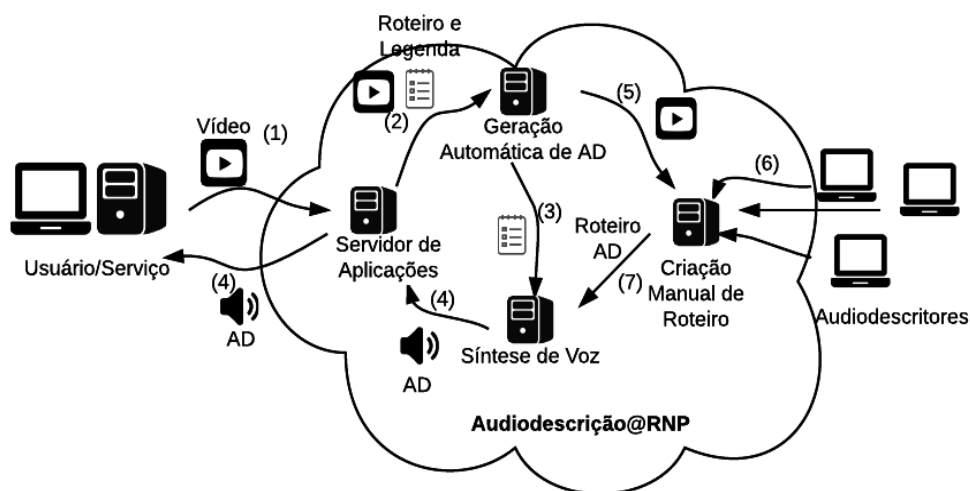 Roteiro e
Legenda
Vídeo
(1)
(2)
Geração
Automática de AD
(5)
(6)
(3)
Roteiro
AD
Usuário/Serviço
Servidor de
Aplicações
Criação
Manual de
Roteiro
(7)
(4)
AD
(4)
AD
Síntese de Voz
Audiodescritores
Audiodescrição@RNP